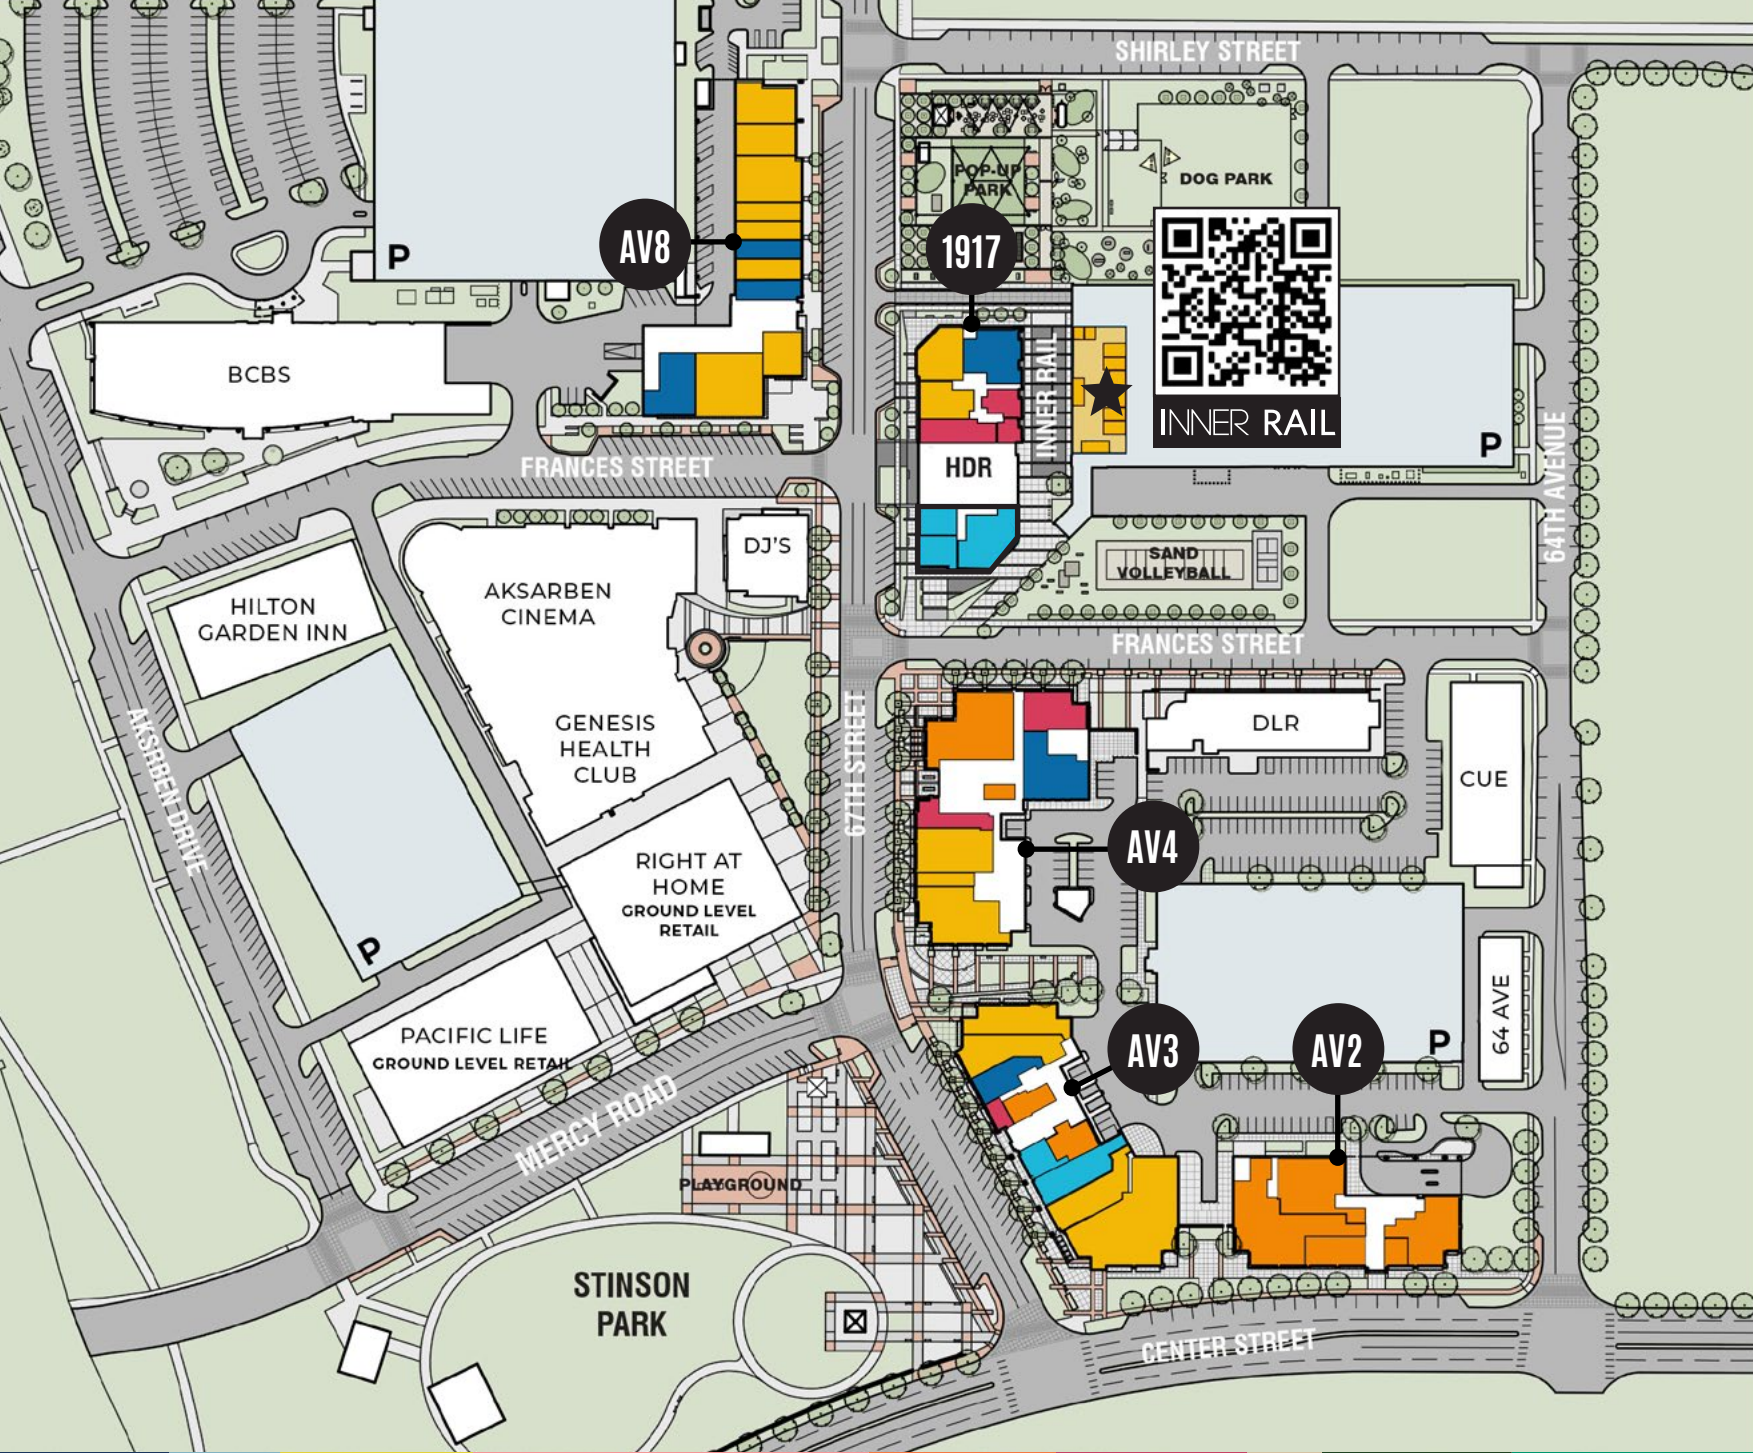 SHIRLEY STREET
POP-UP
PARK
DOG PARK
P
AV8
1917
BCBS
INNER RAIL
INNER RAIL
P
HDR
FRANCES STREET
64TH AVENUE
DJ'S
SAND
VOLLEYBALL
AKSARBEN
CINEMA
HILTON
GARDEN INN
FRANCES STREET
GENESIS
HEALTH
CLUB
AKSRBEN DRIVE
67TH STREET
DLR
CUE
AV4
RIGHT AT
HOME
GROUND LEVEL
RETAIL
P
PACIFIC LIFE
GROUND LEVEL RETAIL
64 AVE
P
AV3
AV2
MERCY ROAD
PLAYGROUND
STINSON
PARK
CENTER STREET